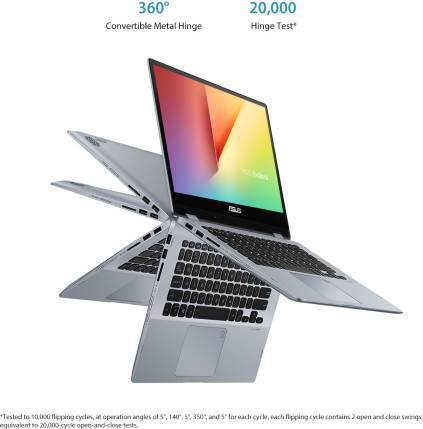 360°
20,000
Convertible Metal Hinge
Hinge Test*
ASUS
*Tested to 10,000 flipping cycles, at operation angles of 5°, 140°, 5°, 350°, and 5° for each cycle, each flipping cycle contains 2 open and close swings,
equivalent to 20,000-cycle open-and-close tests.